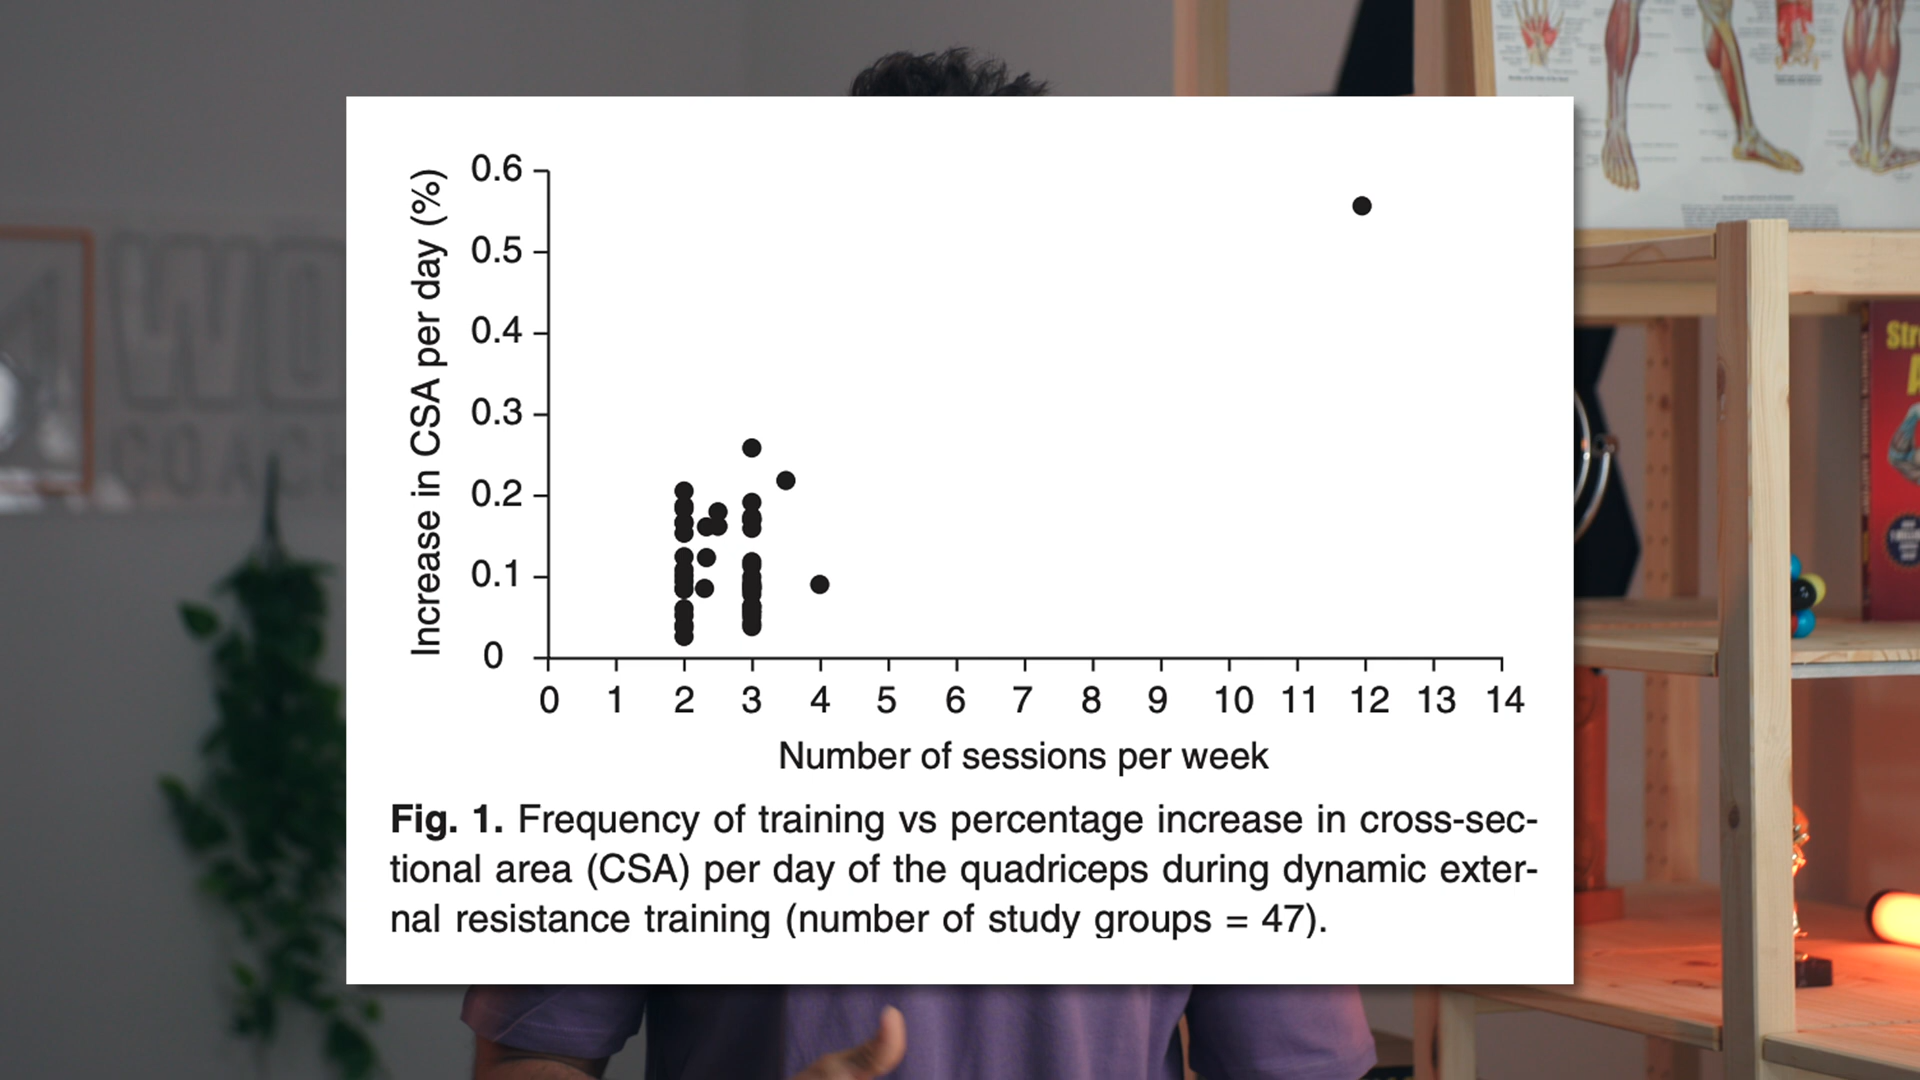 0.6
0.5
0.4
0.3
0.2
0.1
0
Increase in CSA per day (%)
0 1 2 3 4 5 6 7 8 9 10 11 12 13 14
Number of sessions per week
Fig. 1. Frequency of training vs percentage increase in cross-sec-
tional area (CSA) per day of the quadriceps during dynamic exter-
nal resistance training (number of study groups = 47).